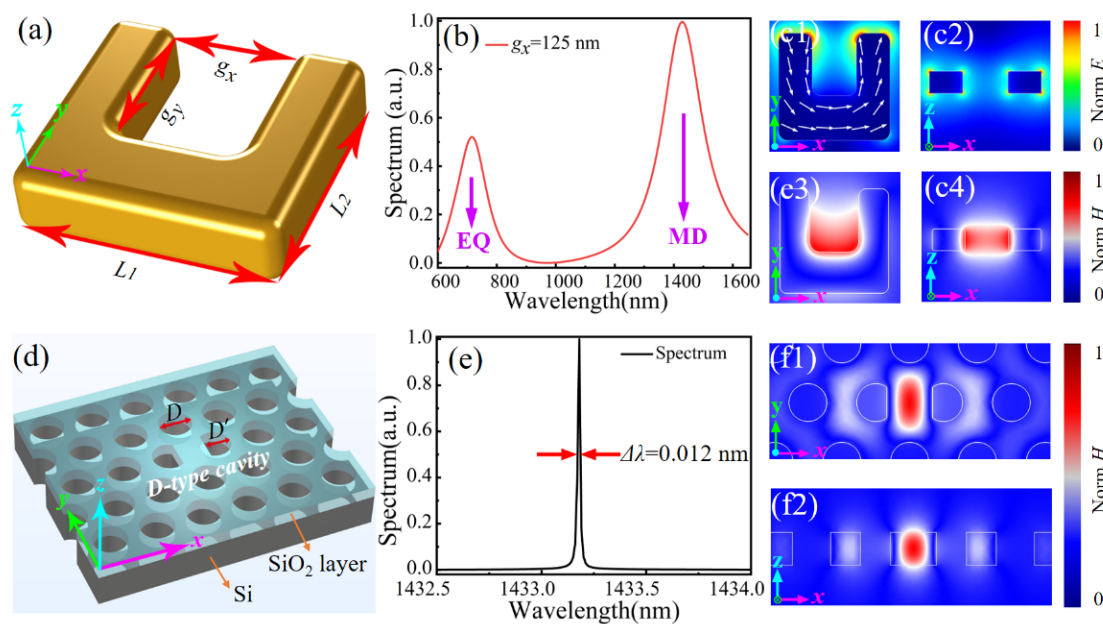 (a)
g_x
g_y
z
y
x
L_1
L_2
(b)
g_x=125 nm
Spectrum (a.u.)
1.0
0.8
0.6
0.4
0.2
0.0
EQ
MD
600
800
1000
1200
1400
1600
Wavelength(nm)
(c1)
y
x
(c2)
z
x
1
Norm E
0
(c3)
y
x
(c4)
z
x
1
Norm H
0
(d)
D
D'
D-type cavity
z
y
x
SiO2 layer
Si
(e)
Spectrum
Spectrum(a.u.)
1.0
0.8
0.6
0.4
0.2
0.0
Δλ=0.012 nm
1432.5
1433.0
1433.5
1434.0
Wavelength(nm)
(f1)
y
x
(f2)
z
x
1
Norm H
0